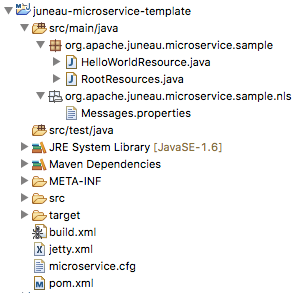 juneau-microservice-template
src/main/java
org.apache.juneau.microservice.sample
HelloWorldResource.java
RootResources.java
org.apache.juneau.microservice.sample.nls
Messages.properties
src/test/java
JRE System Library [JavaSE-1.6]
Maven Dependencies
META-INF
src
target
build.xml
jetty.xml
microservice.cfg
pom.xml